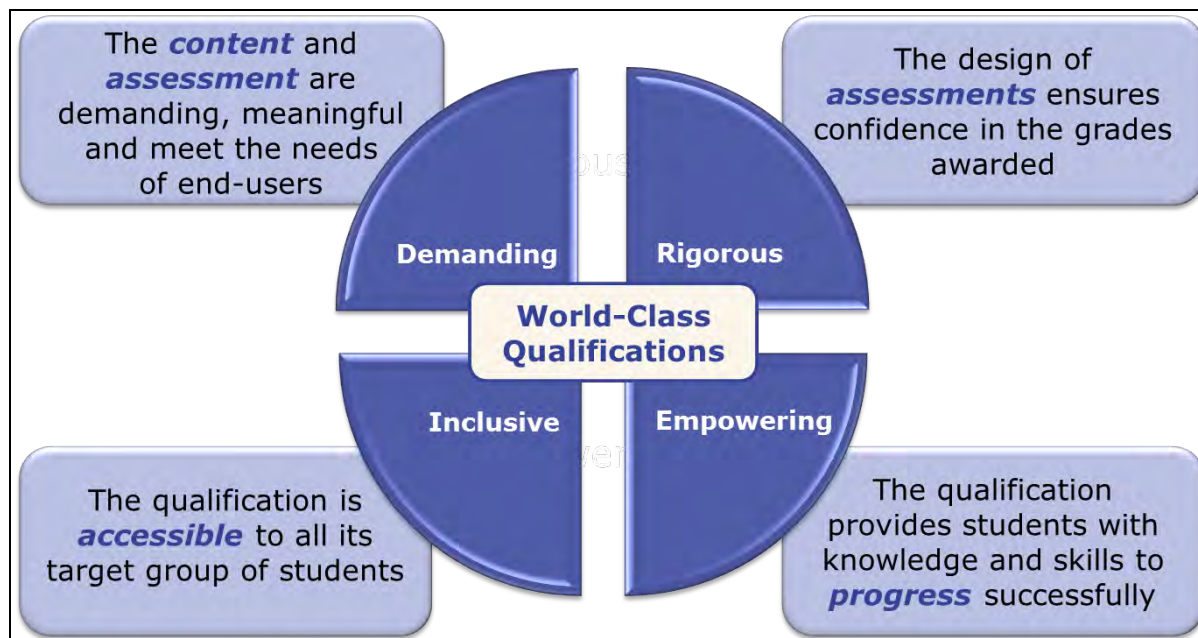 The content and
assessment are
demanding, meaningful
and meet the needs
of end-users
The design of
assessments ensures
confidence in the grades
awarded
Demanding
Rigorous
World-Class
Qualifications
Inclusive
Empowering
The qualification is
accessible to all its
target group of students
The qualification
provides students with
knowledge and skills to
progress successfully